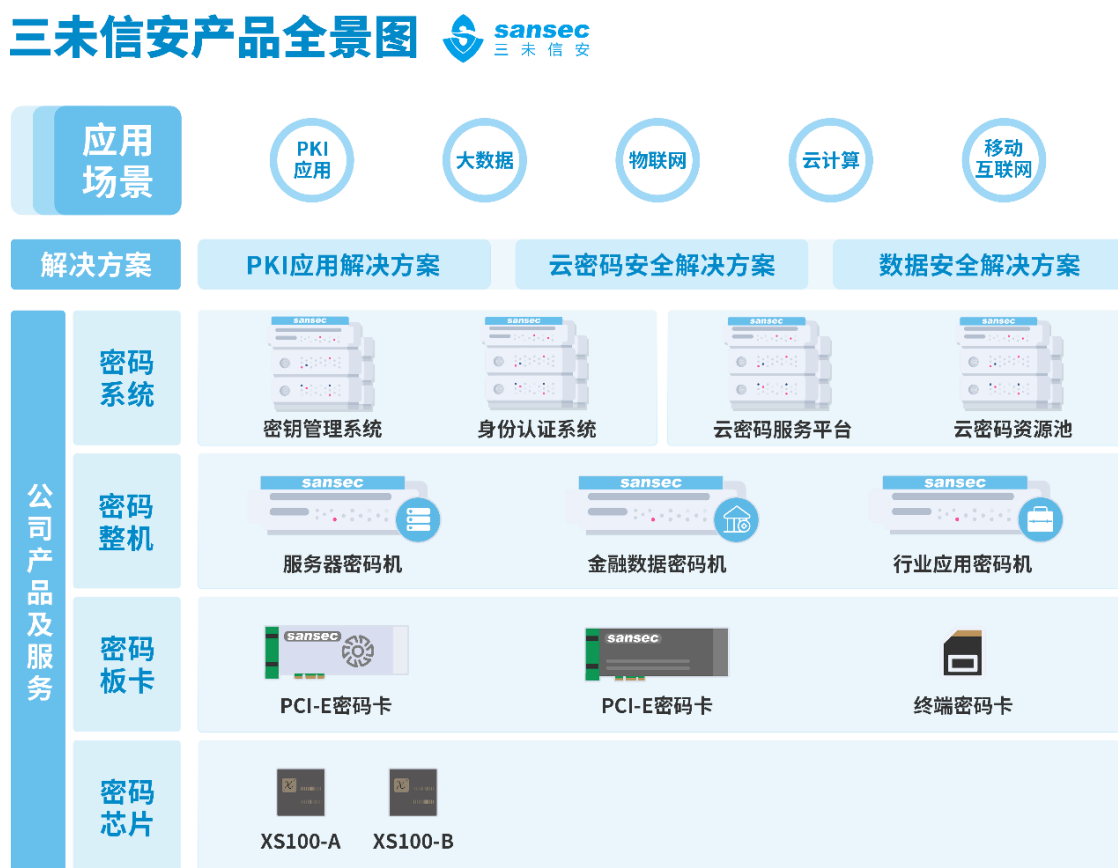 三未信安产品全景图
sansec
三未信安
应用
场景
PKI
应用
大数据
物联网
云计算
移动
互联网
解决方案
PKI应用解决方案
云密码安全解决方案
数据安全解决方案
公司产品及服务
密码
系统
sansec
sansec
sansec
sansec
密钥管理系统
身份认证系统
云密码服务平台
云密码资源池
密码
整机
sansec
sansec
sansec
服务器密码机
金融数据密码机
行业应用密码机
密码
板卡
sansec
sansec
PCI-E密码卡
PCI-E密码卡
终端密码卡
密码
芯片
XS100-A
XS100-B